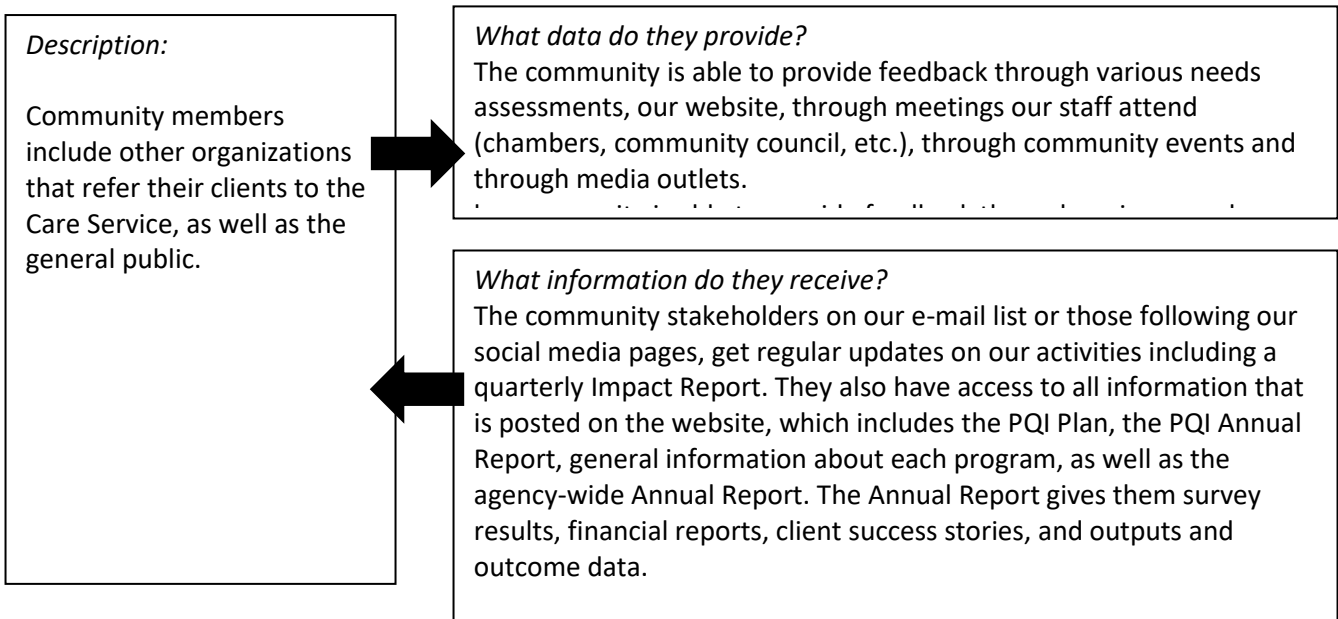 Description:
Community members
include other organizations
that refer their clients to the
Care Service, as well as the
general public.
What data do they provide?
The community is able to provide feedback through various needs
assessments, our website, through meetings our staff attend
(chambers, community council, etc.), through community events and
through media outlets.
What information do they receive?
The community stakeholders on our e-mail list or those following our
social media pages, get regular updates on our activities including a
quarterly Impact Report. They also have access to all information that
is posted on the website, which includes the PQI Plan, the PQI Annual
Report, general information about each program, as well as the
agency-wide Annual Report. The Annual Report gives them survey
results, financial reports, client success stories, and outputs and
outcome data.